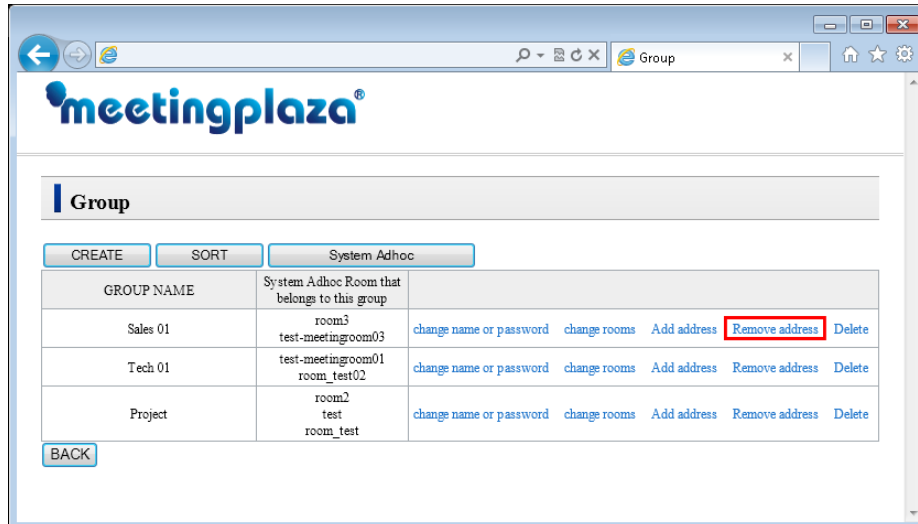 Group
meetingplaza®
Group
CREATE SORT System Adhoc
GROUP NAME
System Adhoc Room that
belongs to this group
Sales 01
room3
test-meetingroom03
change name or password change rooms Add address Remove address Delete
Tech 01
test-meetingroom01
room_test02
change name or password change rooms Add address Remove address Delete
Project
room2
test
room_test
change name or password change rooms Add address Remove address Delete
BACK